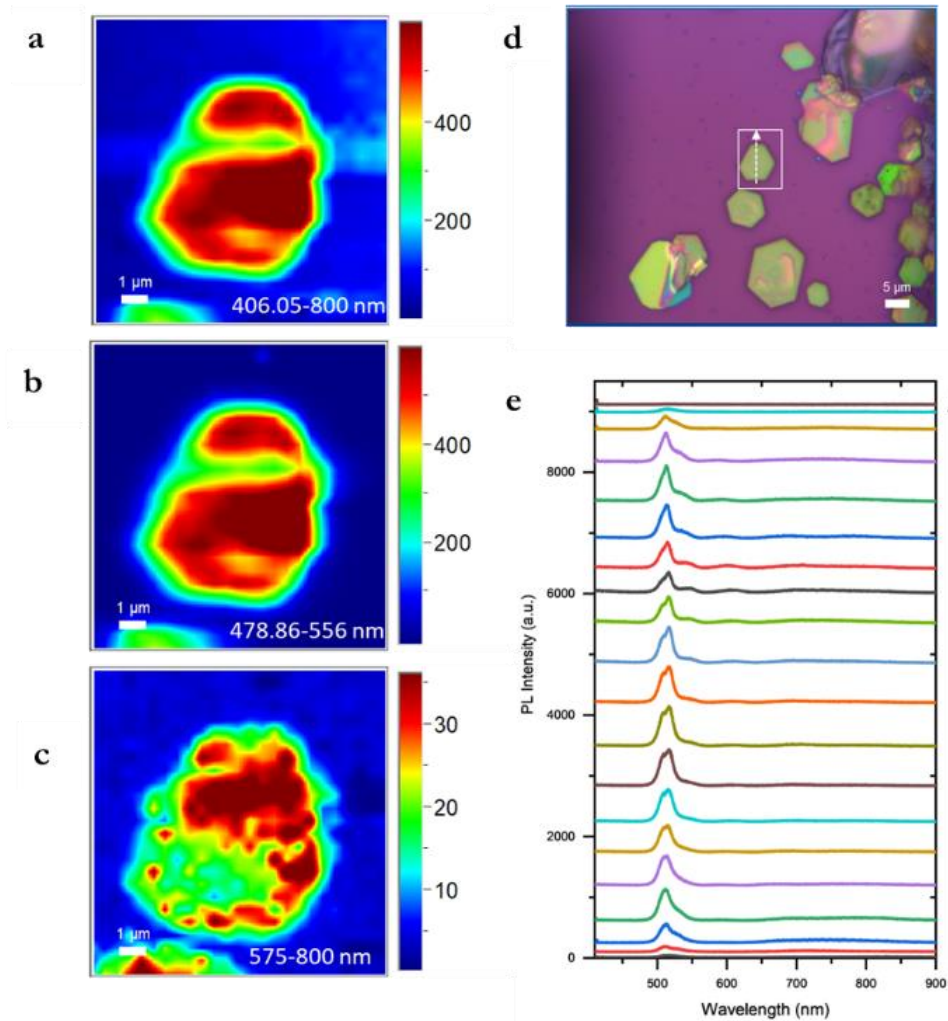 a
400
200
1 µm
406.05-800 nm
b
400
200
1 µm
478.86-556 nm
c
30
20
10
1 µm
575-800 nm
d
5 µm
e
8000
6000
4000
2000
0
PL Intensity (a.u.)
500 600 700 800 900
Wavelength (nm)